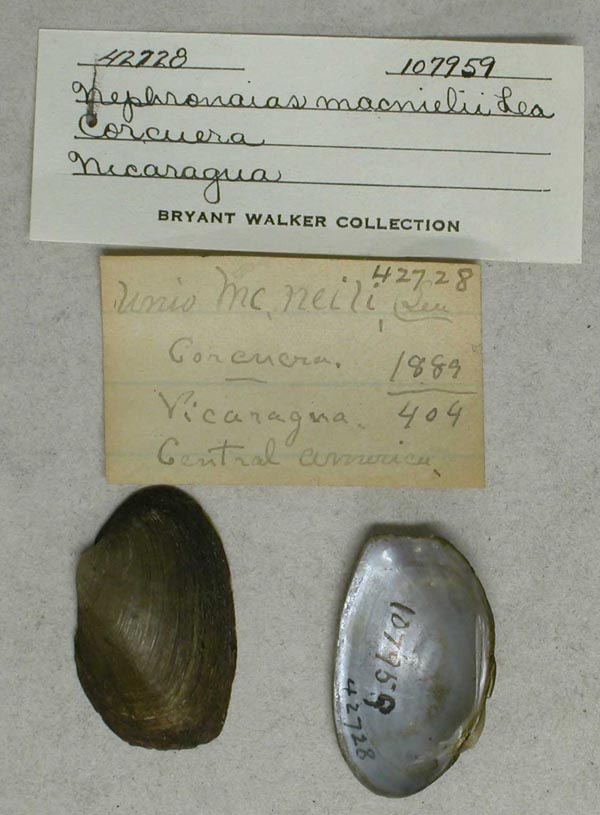 42728 107959
Nephronaias macnielii Lea
Corcuera
Nicaragua
BRYANT WALKER COLLECTION
42728
Unio McNeili, Lea
Corcuera. 1889
Nicaragua. 404
Central America.
107959
42728